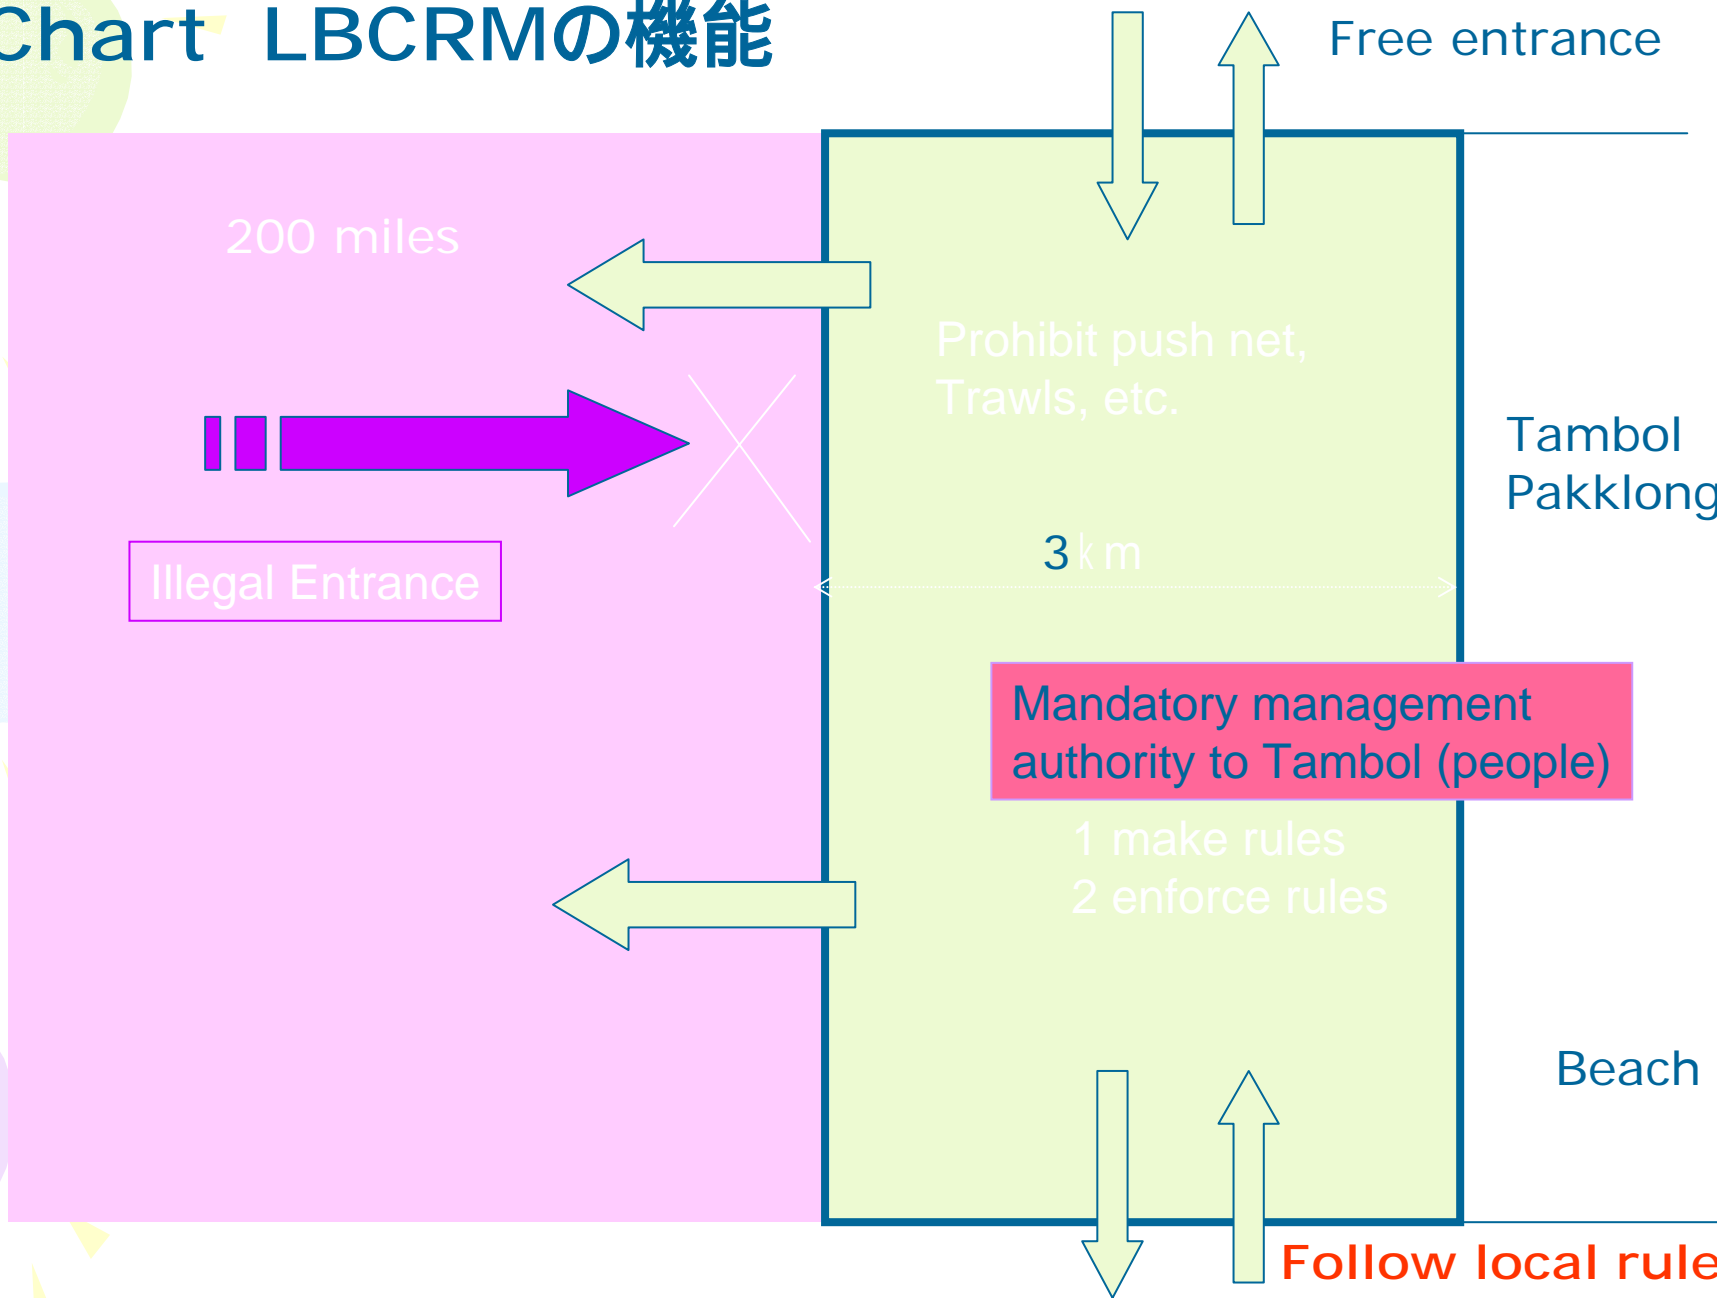 Chart LBCRMの機能
Free entrance
200 miles
Prohibit push net,
Trawls, etc.
Tambol
Pakklong
3km
Illegal Entrance
Mandatory management
authority to Tambol (people)
1 make rules
2 enforce rules
Beach
Follow local rule